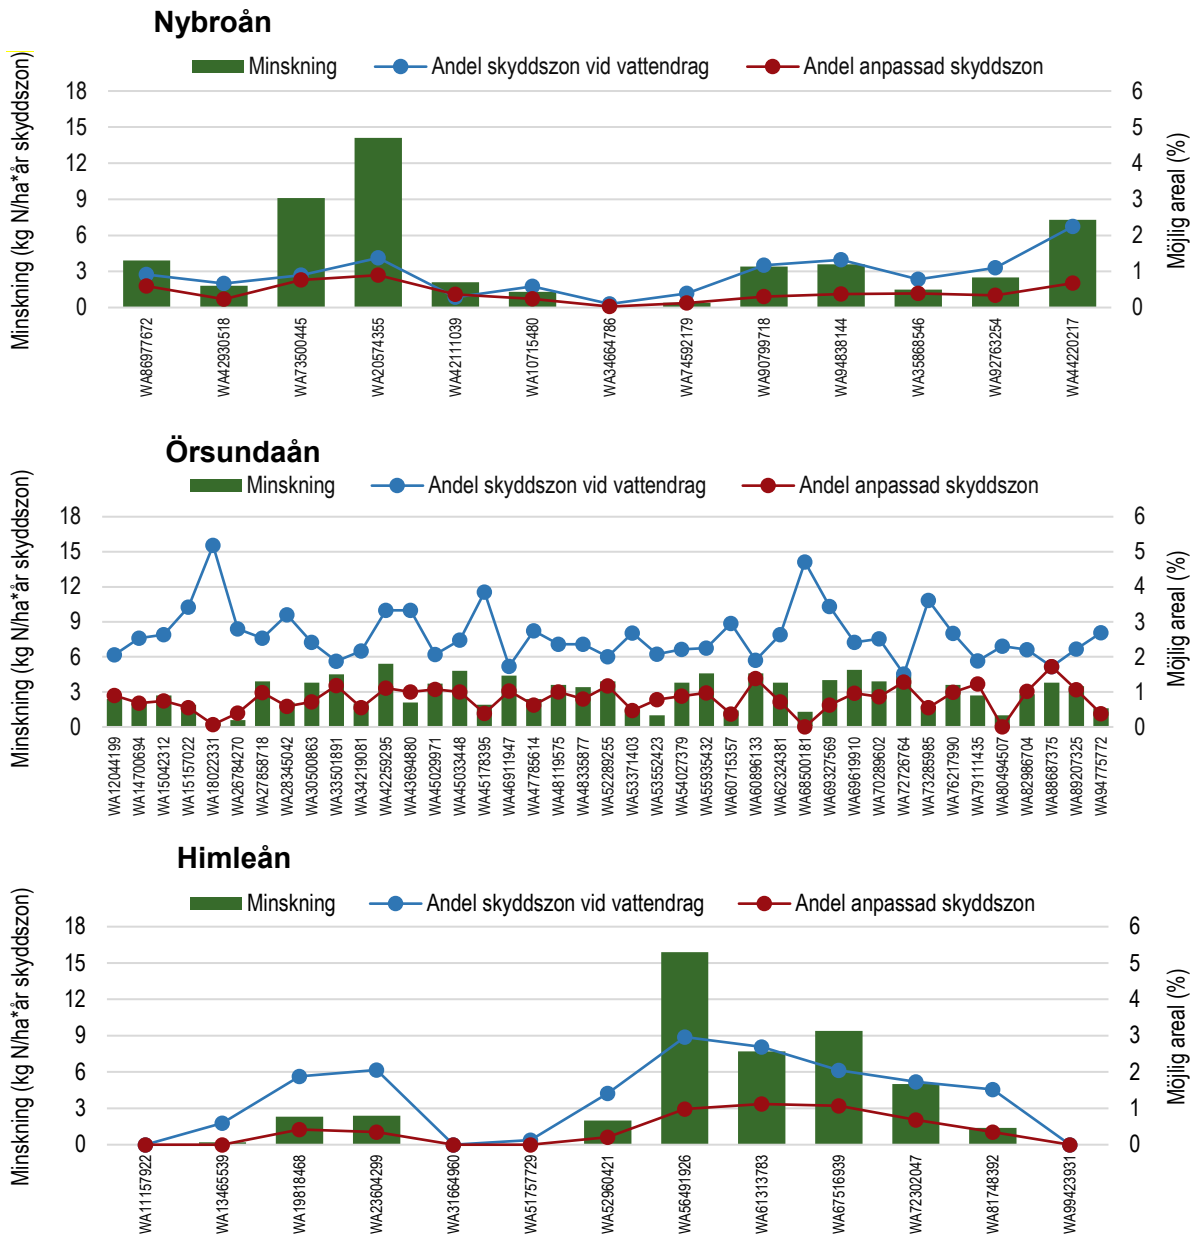 Nybroån
Minskning
Andel skyddszon vid vattendrag
Andel anpassad skyddszon
Minskning (kg N/ha*år skyddszon)
18
15
12
9
6
3
0
6
5
4
3
2
1
0
Möjlig areal (%)
WA86977672
WA42930518
WA73500445
WA20574355
WA42111039
WA10715480
WA34664786
WA74592179
WA90799718
WA94838144
WA35868546
WA92763254
WA44220217
Örsundaån
Minskning
Andel skyddszon vid vattendrag
Andel anpassad skyddszon
Minskning (kg N/ha*år skyddszon)
18
15
12
9
6
3
0
6
5
4
3
2
1
0
Möjlig areal (%)
WA12044199
WA14700694
WA15042312
WA15157022
WA18022331
WA26784270
WA27858718
WA28345042
WA30500863
WA33501891
WA34219081
WA42259295
WA43694880
WA45029971
WA45033448
WA45178395
WA46911947
WA47785614
WA48119575
WA48335877
WA52289255
WA53371403
WA53552423
WA54027379
WA55935432
WA60715357
WA60896133
WA62324381
WA68500181
WA69327569
WA69619910
WA70289602
WA72726764
WA73285985
WA76217990
WA79111435
WA80494507
WA82986704
WA88687375
WA89207325
WA94775772
Himleån
Minskning
Andel skyddszon vid vattendrag
Andel anpassad skyddszon
Minskning (kg N/ha*år skyddszon)
18
15
12
9
6
3
0
6
5
4
3
2
1
0
Möjlig areal (%)
WA11157922
WA13465539
WA19818468
WA23604299
WA31664960
WA51757729
WA52960421
WA56491926
WA61313783
WA67516939
WA72302047
WA81748392
WA99423931